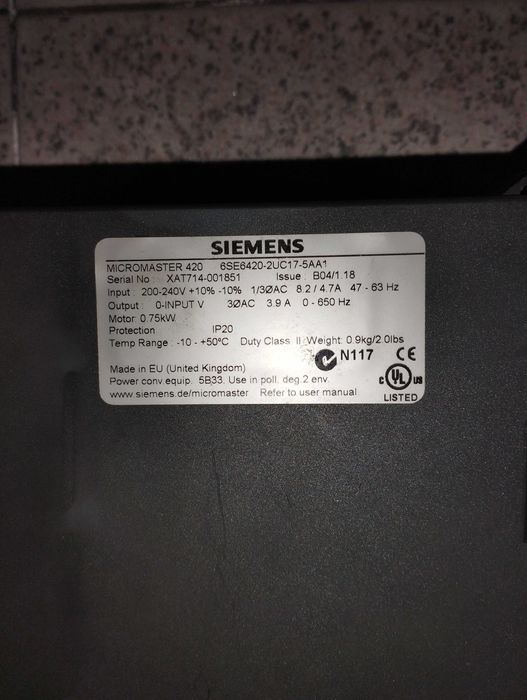 SIEMENS
MICROMASTER 420 6SE6420-2UC17-5AA1
Serial No : XAT714-001851 Issue : B04/1.18
Input : 200-240V +10% -10% 1/3ØAC 8.2 / 4.7A 47 - 63 Hz
Output : 0-INPUT V 3ØAC 3.9 A 0 - 650 Hz
Motor: 0.75kW
Protection IP20
Temp Range : -10 - +50°C Duty Class II Weight: 0.9kg/2.0lbs
N117 CE
Made in EU (United Kingdom)
Power conv.equip. 5B33. Use in poll. deg.2 env.
C UL US
www.siemens.de/micromaster Refer to user manual
LISTED